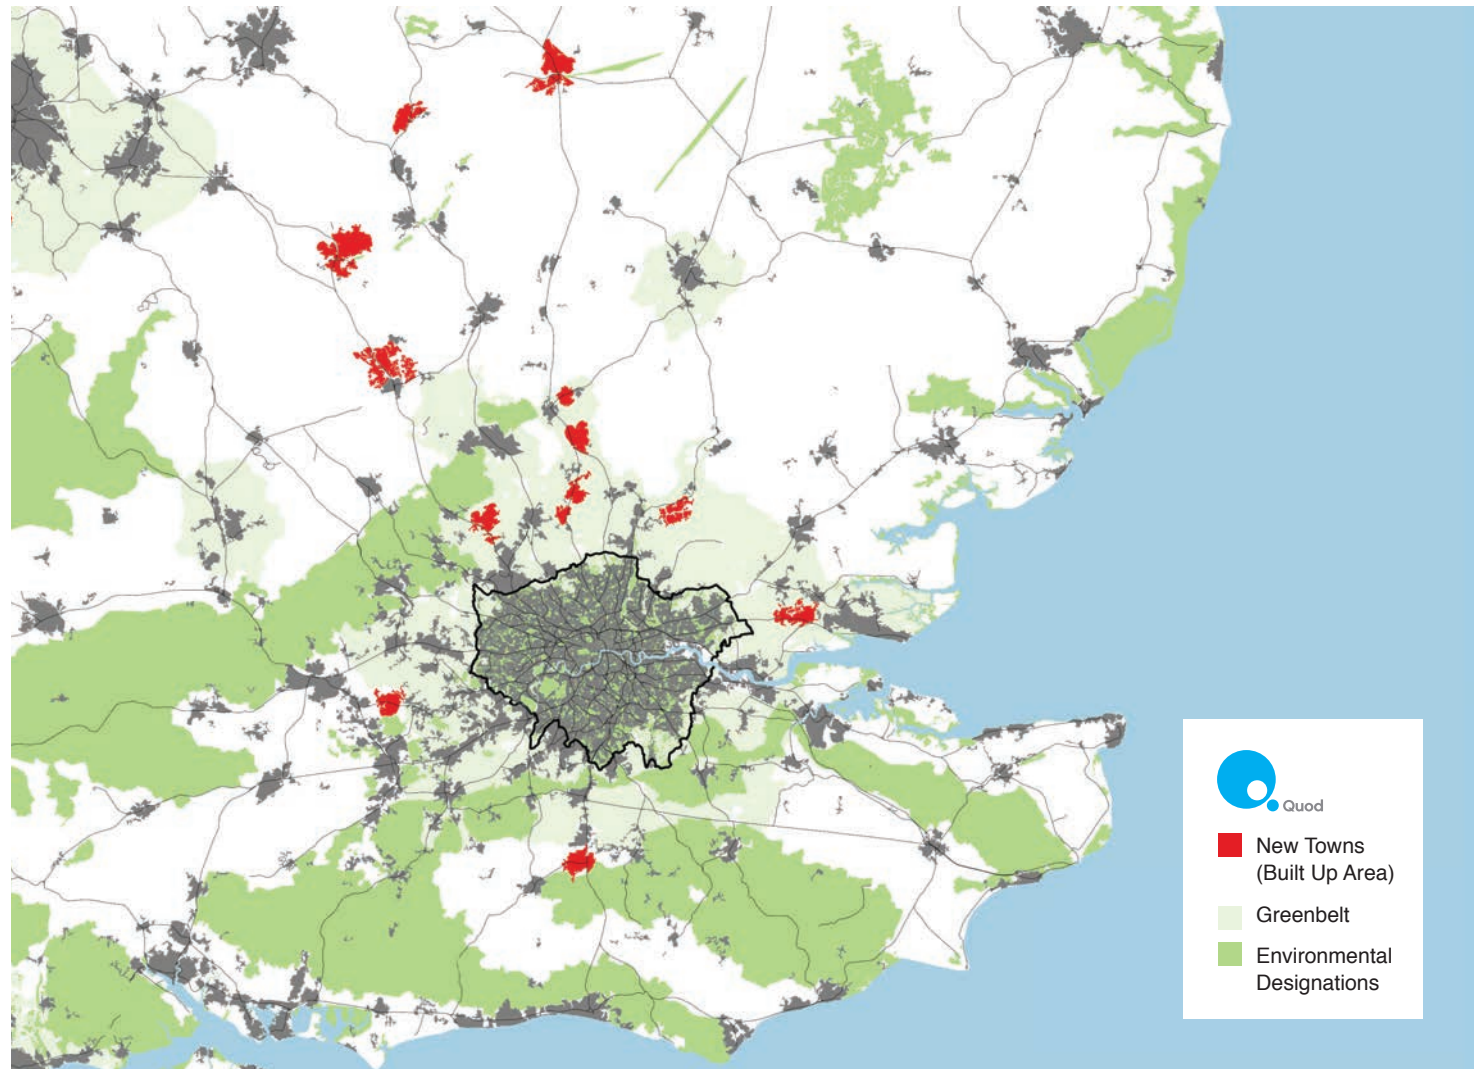 Quod
New Towns
(Built Up Area)
Greenbelt
Environmental
Designations